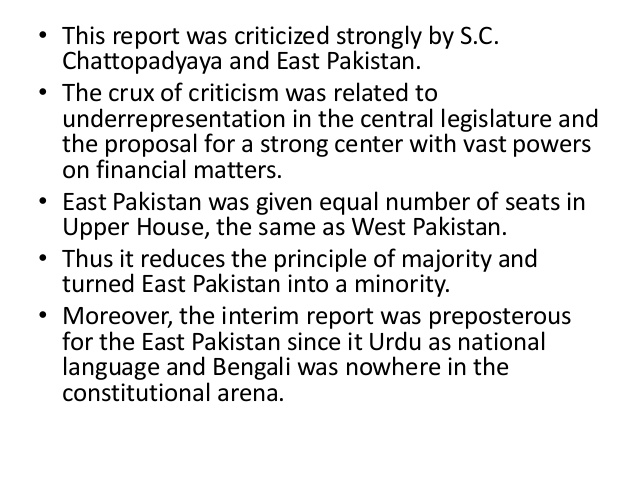 • This report was criticized strongly by S.C.
Chattopadyaya and East Pakistan.
• The crux of criticism was related to
underrepresentation in the central legislature and
the proposal for a strong center with vast powers
on financial matters.
• East Pakistan was given equal number of seats in
Upper House, the same as West Pakistan.
• Thus it reduces the principle of majority and
turned East Pakistan into a minority.
• Moreover, the interim report was preposterous
for the East Pakistan since it Urdu as national
language and Bengali was nowhere in the
constitutional arena.